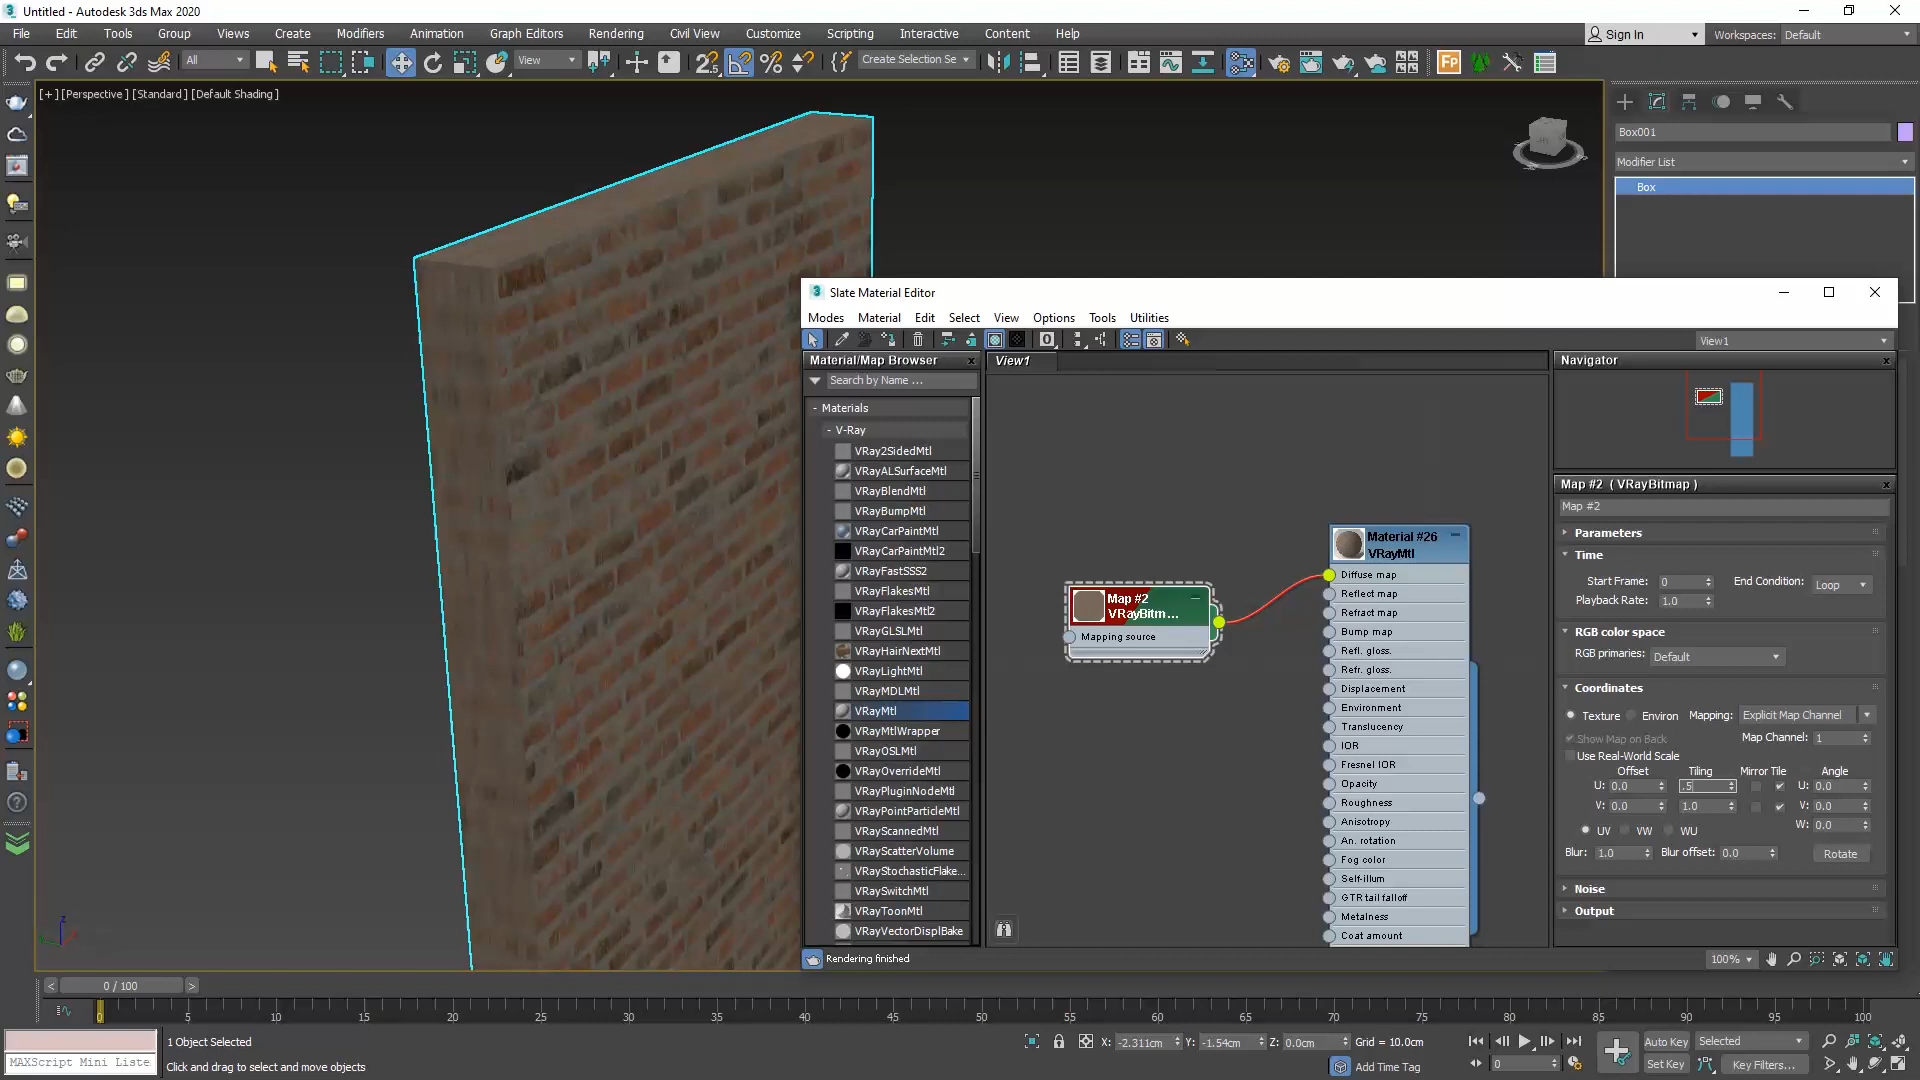 Untitled - Autodesk 3ds Max 2020
File Edit Tools Group Views Create Modifiers Animation Graph Editors Rendering Civil View Customize Scripting Interactive Content Help
Sign In Workspaces: Default
All View Create Selection Se
[+] [Perspective] [Standard] [Default Shading]
Box001
Modifier List
Box
Slate Material Editor
Modes Material Edit Select View Options Tools Utilities
View1
Material/Map Browser
Search by Name ...
- Materials
- V-Ray
VRay2SidedMtl
VRayALSurfaceMtl
VRayBlendMtl
VRayBumpMtl
VRayCarPaintMtl
VRayCarPaintMtl2
VRayFastSSS2
VRayFlakesMtl
VRayFlakesMtl2
VRayGLSLMtl
VRayHairNextMtl
VRayLightMtl
VRayMDLMtl
VRayMtl
VRayMtlWrapper
VRayOSLMtl
VRayOverrideMtl
VRayPluginNodeMtl
VRayPointParticleMtl
VRayScannedMtl
VRayScatterVolume
VRayStochasticFlake...
VRaySwitchMtl
VRayToonMtl
VRayVectorDisplBake
View1
Map #2
VRayBitm...
Mapping source
Material #26
VRayMtl
Diffuse map
Reflect map
Refract map
Bump map
Refl. gloss.
Refr. gloss.
Displacement
Environment
Translucency
IOR
Fresnel IOR
Opacity
Roughness
Anisotropy
An. rotation
Fog color
Self-illum
GTR tail falloff
Metalness
Coat amount
Navigator
Map #2 ( VRayBitmap )
Map #2
Parameters
Time
Start Frame: 0 End Condition: Loop
Playback Rate: 1.0
RGB color space
RGB primaries: Default
Coordinates
Texture Environ Mapping: Explicit Map Channel
Show Map on Back Map Channel: 1
Use Real-World Scale
Offset Tiling Mirror Tile Angle
U: 0.0 .5 U: 0.0
V: 0.0 1.0 V: 0.0
UV VW WU W: 0.0
Blur: 1.0 Blur offset: 0.0 Rotate
Noise
Output
Rendering finished 100%
0 / 100
0 5 10 15 20 25 30 35 40 45 50 55 60 65 70 75 80 85 90 95 100
1 Object Selected X: -2.311cm Y: -1.54cm Z: 0.0cm Grid = 10.0cm Auto Key Selected
MAXScript Mini Liste Click and drag to select and move objects Add Time Tag 0 Set Key Key Filters...